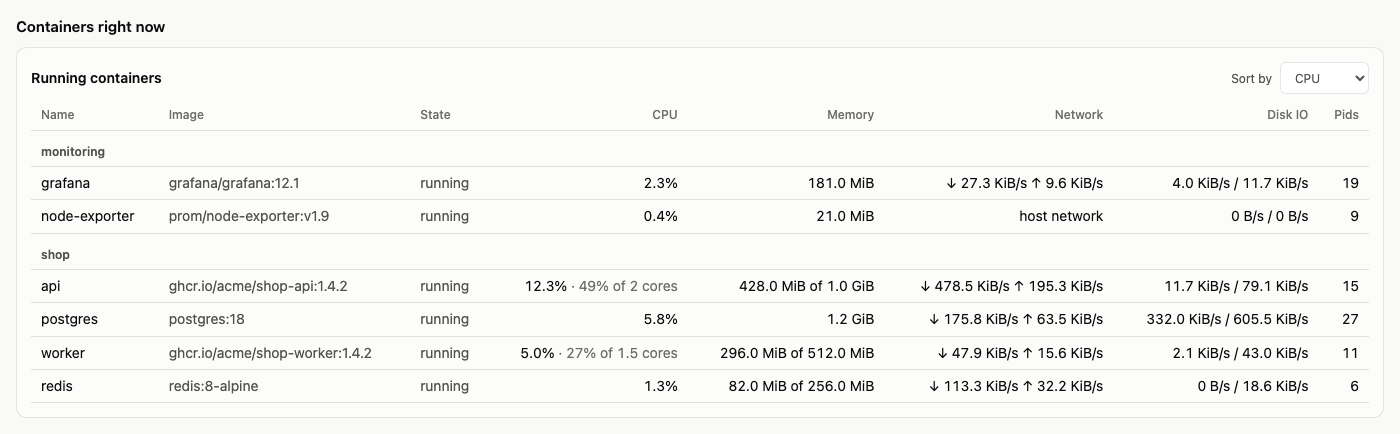 Containers right now
Running containers
Sort by CPU
Name Image State CPU Memory Network Disk IO Pids
monitoring
grafana grafana/grafana:12.1 running 2.3% 181.0 MiB ↓ 27.3 KiB/s ↑ 9.6 KiB/s 4.0 KiB/s / 11.7 KiB/s 19
node-exporter prom/node-exporter:v1.9 running 0.4% 21.0 MiB host network 0 B/s / 0 B/s 9
shop
api ghcr.io/acme/shop-api:1.4.2 running 12.3% · 49% of 2 cores 428.0 MiB of 1.0 GiB ↓ 478.5 KiB/s ↑ 195.3 KiB/s 11.7 KiB/s / 79.1 KiB/s 15
postgres postgres:18 running 5.8% 1.2 GiB ↓ 175.8 KiB/s ↑ 63.5 KiB/s 332.0 KiB/s / 605.5 KiB/s 27
worker ghcr.io/acme/shop-worker:1.4.2 running 5.0% · 27% of 1.5 cores 296.0 MiB of 512.0 MiB ↓ 47.9 KiB/s ↑ 15.6 KiB/s 2.1 KiB/s / 43.0 KiB/s 11
redis redis:8-alpine running 1.3% 82.0 MiB of 256.0 MiB ↓ 113.3 KiB/s ↑ 32.2 KiB/s 0 B/s / 18.6 KiB/s 6